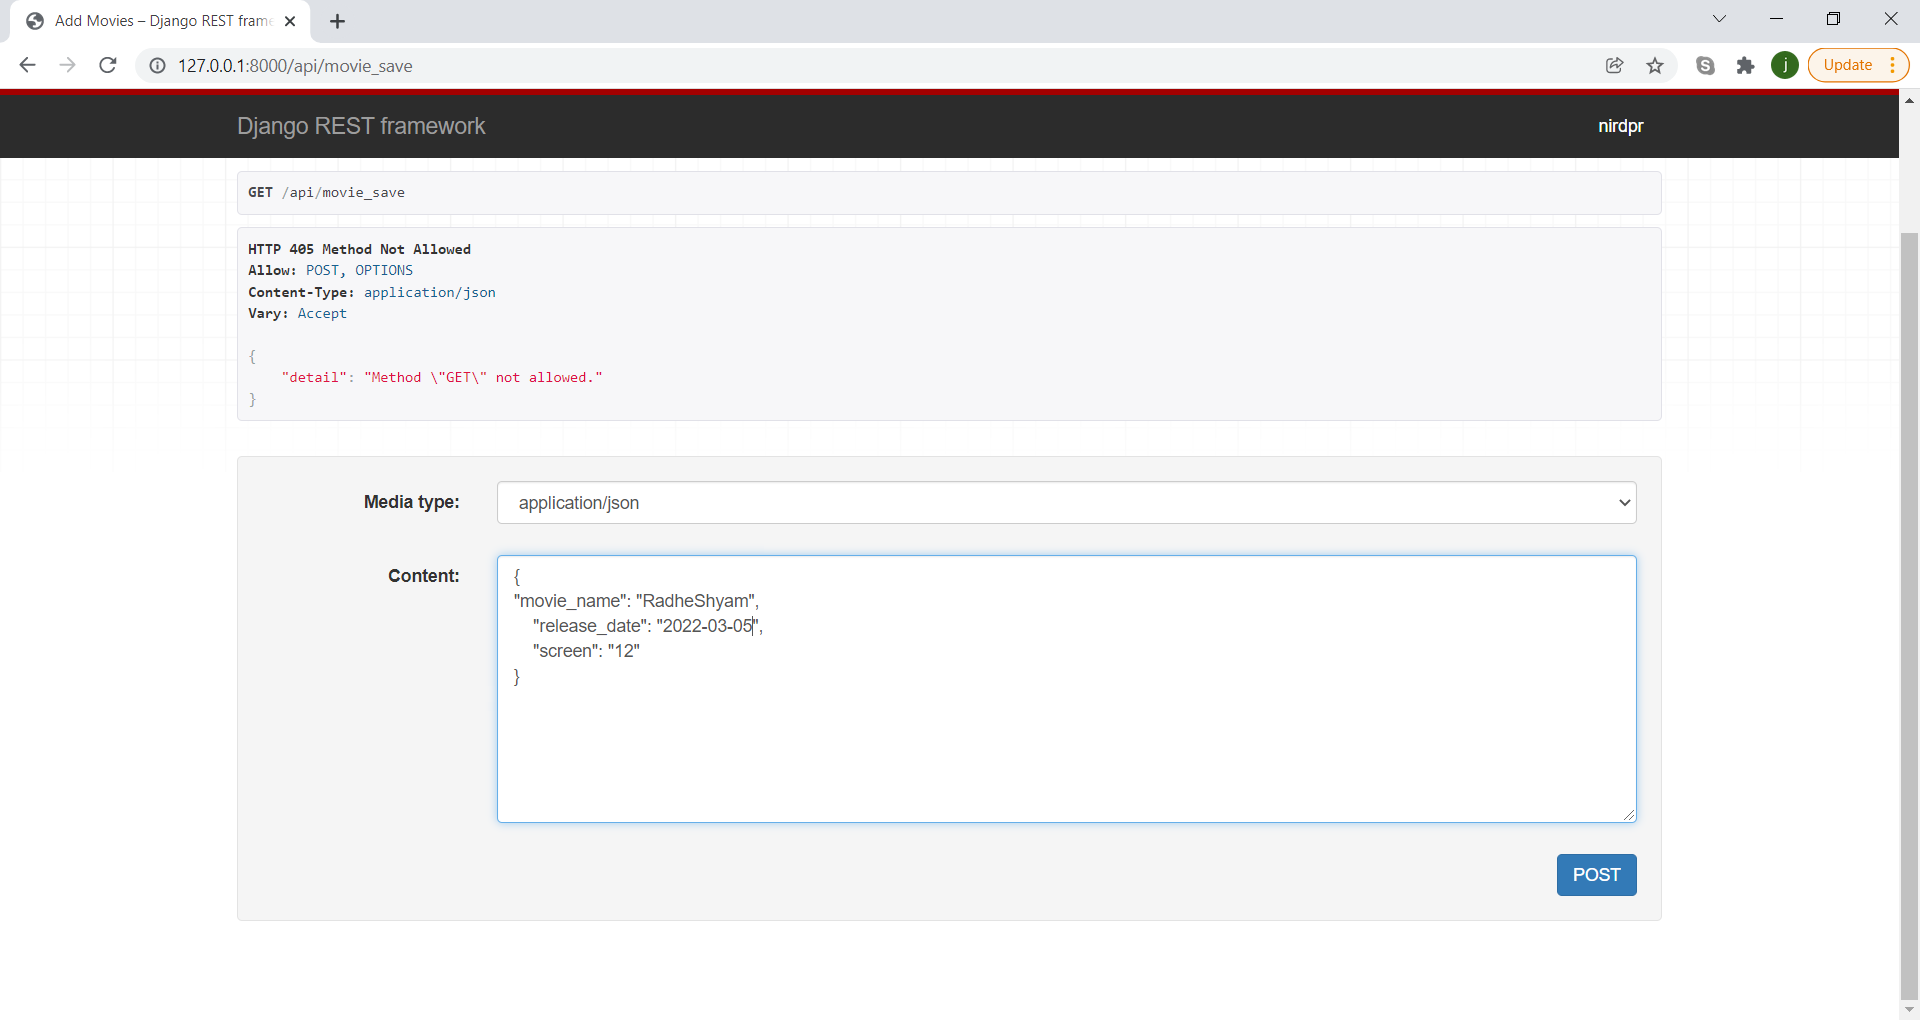 Add Movies – Django REST frame
127.0.0.1:8000/api/movie_save
j
Update
Django REST framework
nirdpr
GET /api/movie_save
HTTP 405 Method Not Allowed
Allow: POST, OPTIONS
Content-Type: application/json
Vary: Accept
{
    "detail": "Method \"GET\" not allowed."
}
Media type:
application/json
Content:
{
"movie_name": "RadheShyam",
    "release_date": "2022-03-05",
    "screen": "12"
}
POST